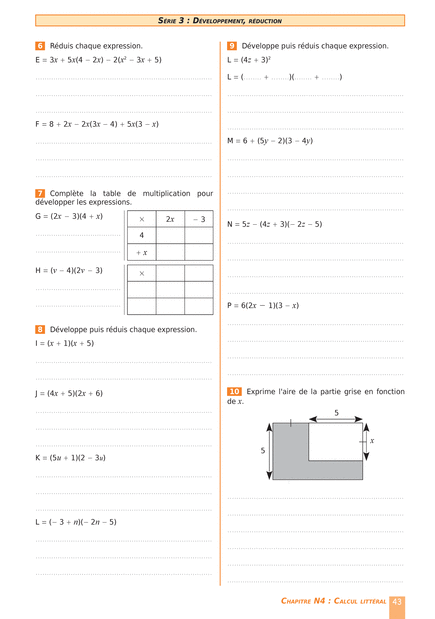 SÉRIE 3 : DÉVELOPPEMENT, RÉDUCTION
6 Réduis chaque expression.
E = 3x + 5x(4 − 2x) − 2(x² − 3x + 5)
F = 8 + 2x − 2x(3x − 4) + 5x(3 − x)
7 Complète la table de multiplication pour
développer les expressions.
G = (2x − 3)(4 + x)
× 2x − 3
4
+ x
H = (v − 4)(2v − 3)
×
8 Développe puis réduis chaque expression.
I = (x + 1)(x + 5)
J = (4x + 5)(2x + 6)
K = (5u + 1)(2 − 3u)
L = (− 3 + n)(− 2n − 5)
9 Développe puis réduis chaque expression.
L = (4z + 3)²
L = (........ + ........)(........ + ........)
M = 6 + (5y − 2)(3 − 4y)
N = 5z − (4z + 3)(− 2z − 5)
P = 6(2x − 1)(3 − x)
10 Exprime l'aire de la partie grise en fonction
de x.
5
x
5
CHAPITRE N4 : CALCUL LITTÉRAL 43